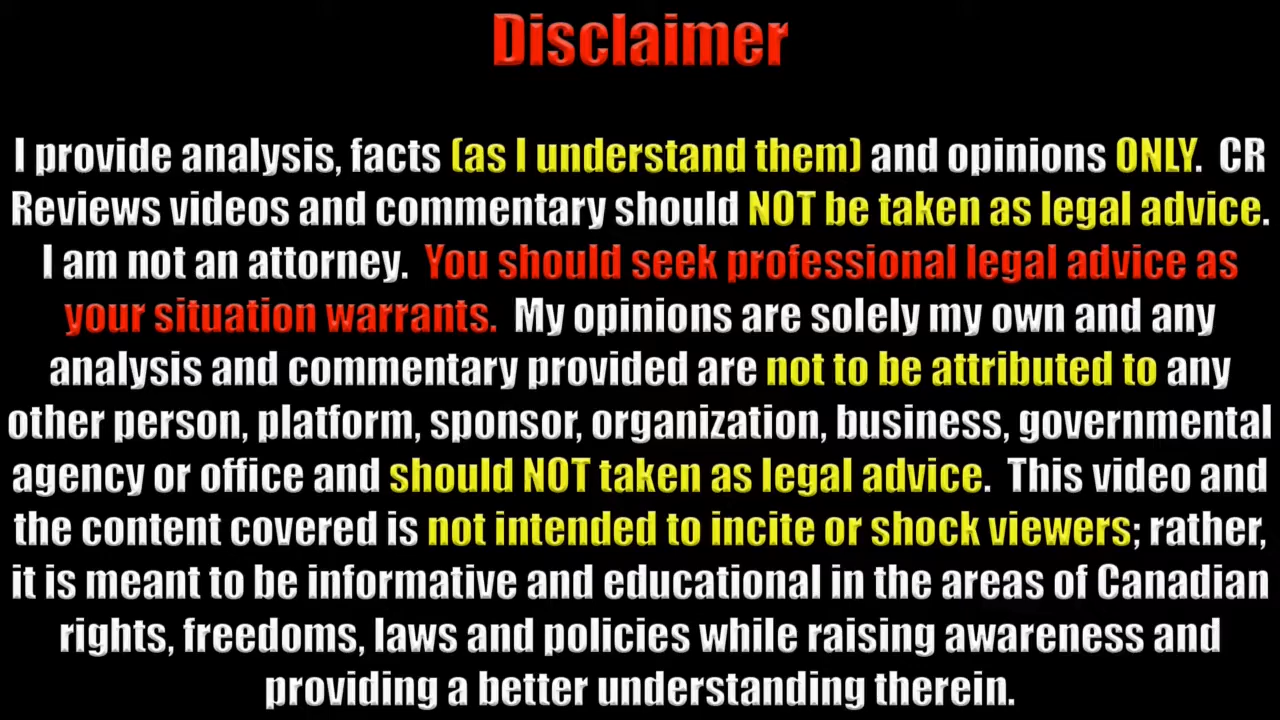 Disclaimer
I provide analysis, facts (as I understand them) and opinions ONLY.  CR
Reviews videos and commentary should NOT be taken as legal advice.
I am not an attorney.  You should seek professional legal advice as
your situation warrants.  My opinions are solely my own and any
analysis and commentary provided are not to be attributed to any
other person, platform, sponsor, organization, business, governmental
agency or office and should NOT taken as legal advice.  This video and
the content covered is not intended to incite or shock viewers; rather,
it is meant to be informative and educational in the areas of Canadian
rights, freedoms, laws and policies while raising awareness and
providing a better understanding therein.